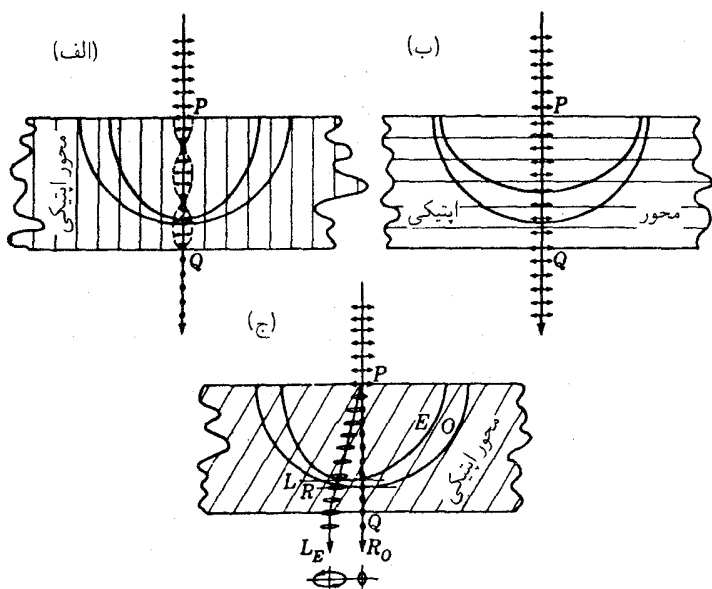 (الف)
(ب)
P
P
محور اپتیکی
محور اپتیکی
Q
Q
(ج)
P
E
O
محور اپتیکی
L
R
Q
L_E
R_O